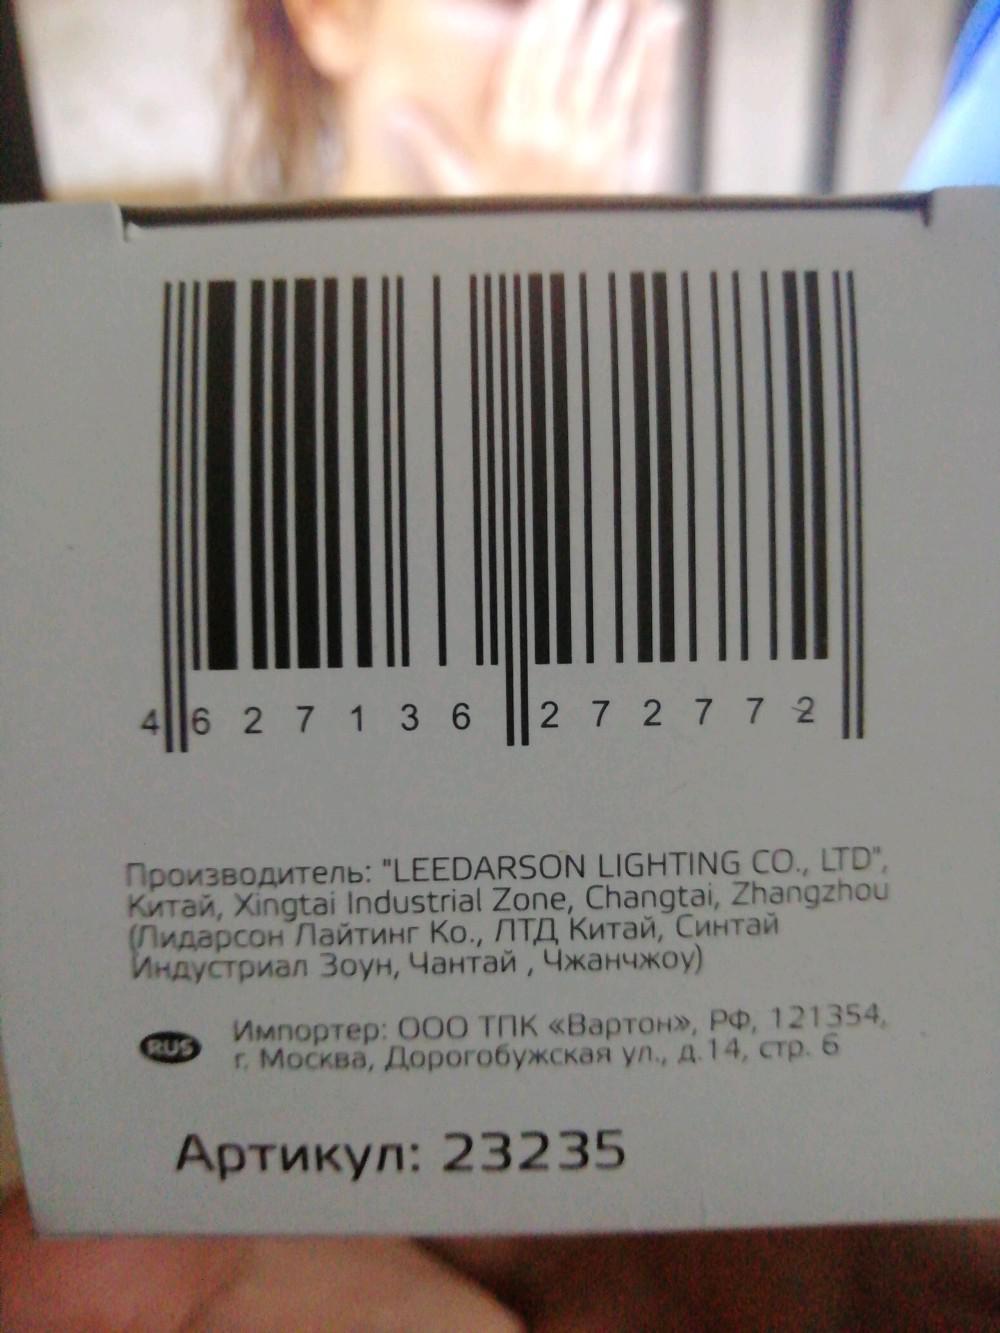 4 627136 272772
Производитель: "LEEDARSON LIGHTING CO., LTD",
Китай, Xingtai Industrial Zone, Changtai, Zhangzhou
(Лидарсон Лайтинг Ко., ЛТД Китай, Синтай
Индустриал Зоун, Чантай , Чжанчжоу)
RUS
Импортер: ООО ТПК «Вартон», РФ, 121354,
г. Москва, Дорогобужская ул., д.14, стр. 6
Артикул: 23235